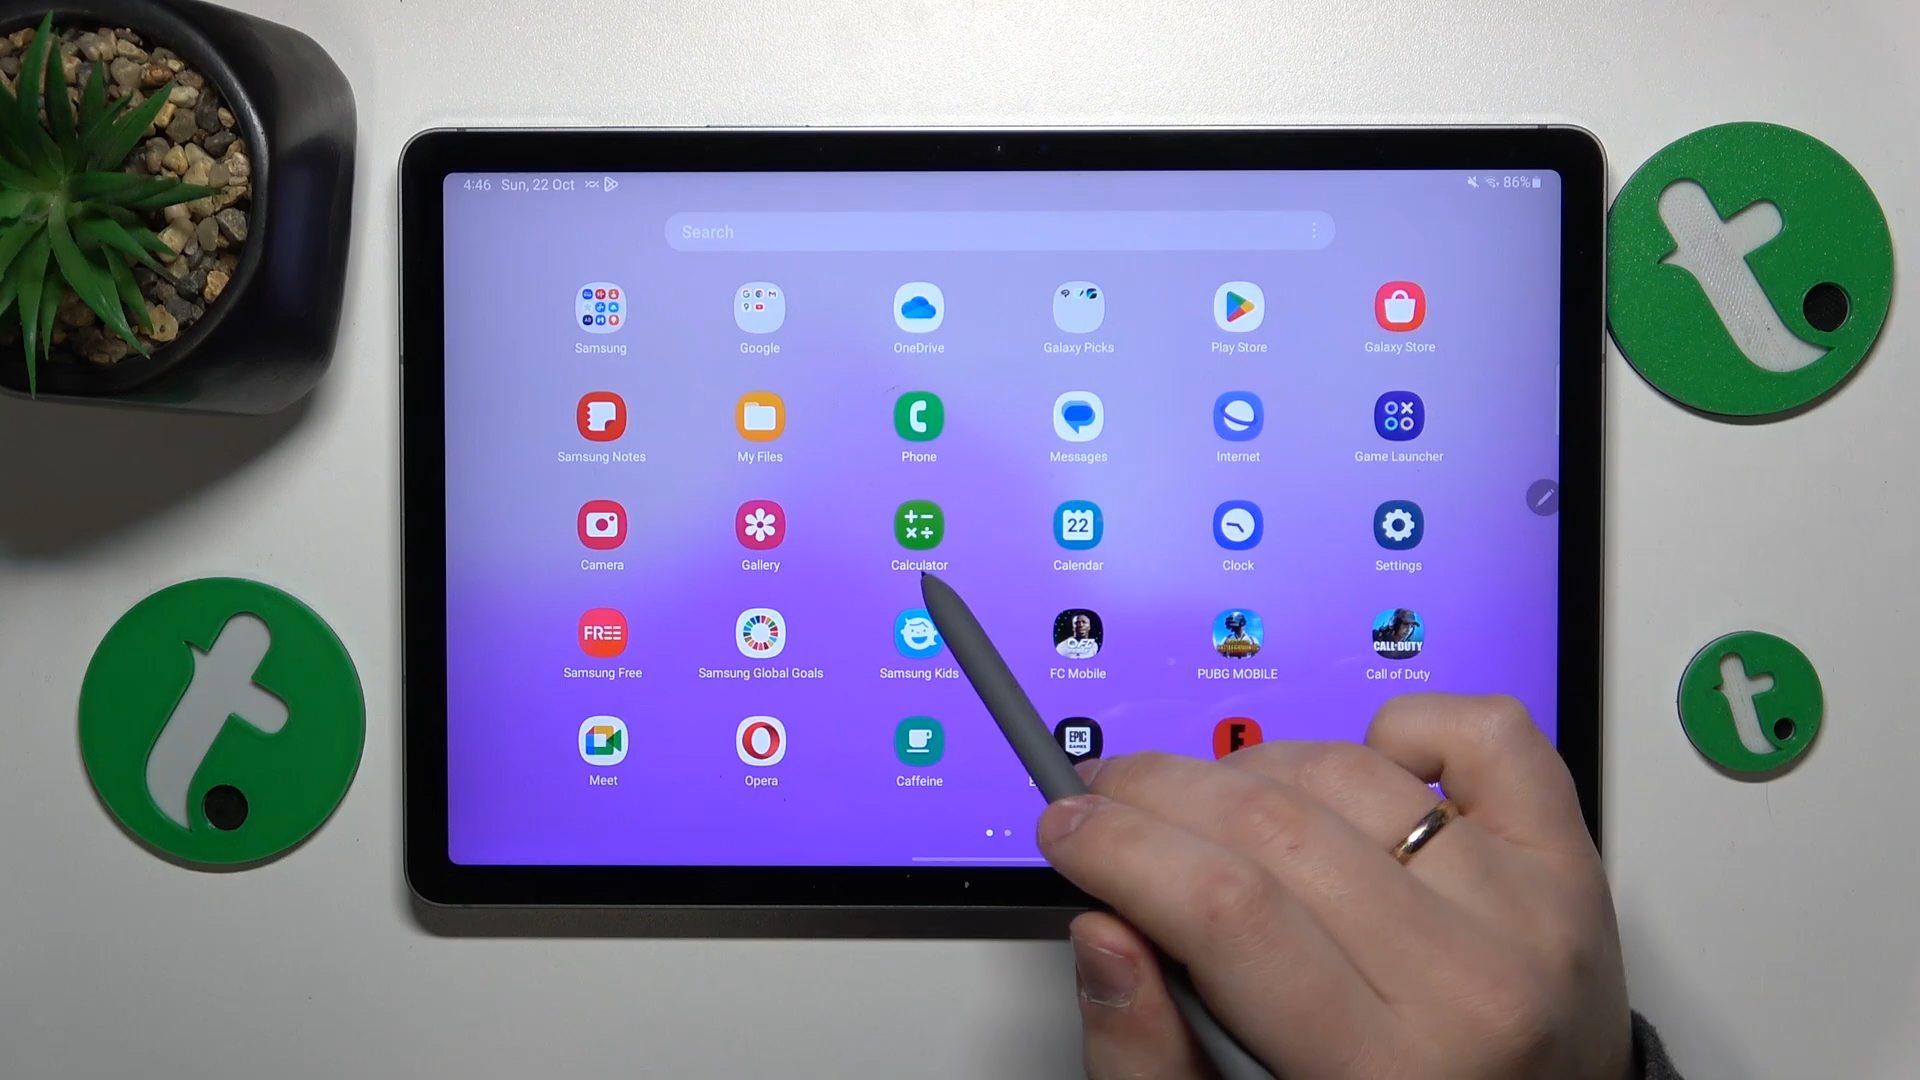 4:46 Sun, 22 Oct
86%
Search
Samsung
Google
OneDrive
Galaxy Picks
Play Store
Galaxy Store
Samsung Notes
My Files
Phone
Messages
Internet
Game Launcher
22
Camera
Gallery
Calculator
Calendar
Clock
Settings
FREE
CALL·DUTY
Samsung Free
Samsung Global Goals
Samsung Kids
FC Mobile
PUBG MOBILE
Call of Duty
EPIC
GAMES
Meet
Opera
Caffeine